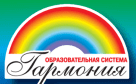 ОБРАЗОВАТЕЛЬНАЯ СИСТЕМА
Гармония